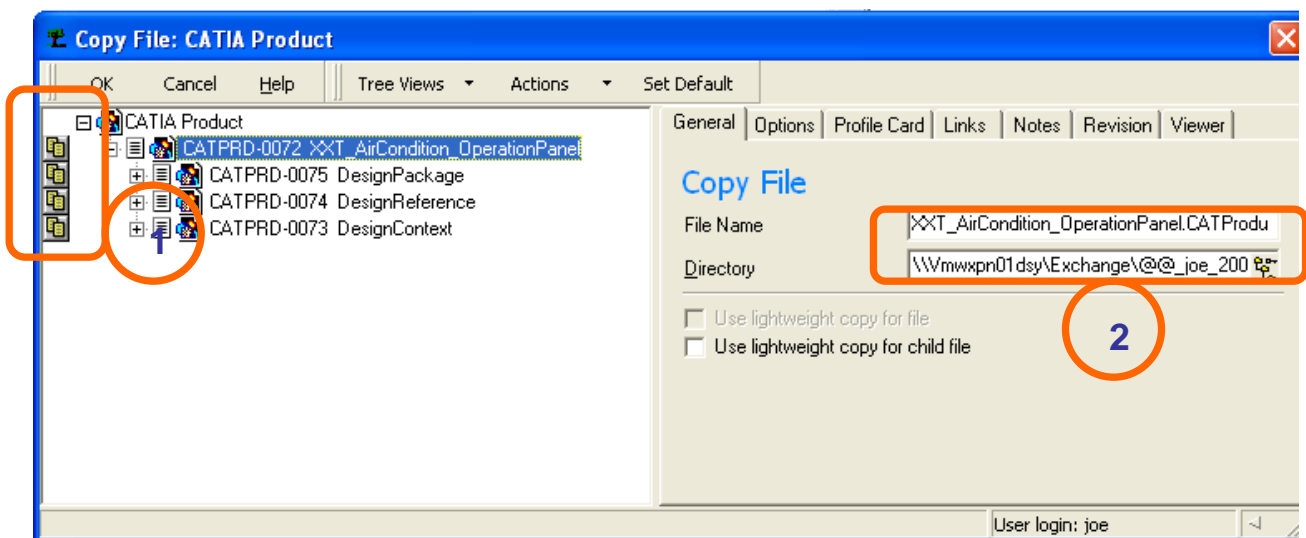 Copy File: CATIA Product
OK Cancel Help Tree Views Actions Set Default
CATIA Product
CATPRD-0072 XXT_AirCondition_OperationPanel
CATPRD-0075 DesignPackage
CATPRD-0074 DesignReference
CATPRD-0073 DesignContext
1
General Options Profile Card Links Notes Revision Viewer
Copy File
File Name XXT_AirCondition_OperationPanel.CATProdu
Directory \\Vmwxpn01dsy\Exchange\@@_joe_200
Use lightweight copy for file
Use lightweight copy for child file
2
User login: joe